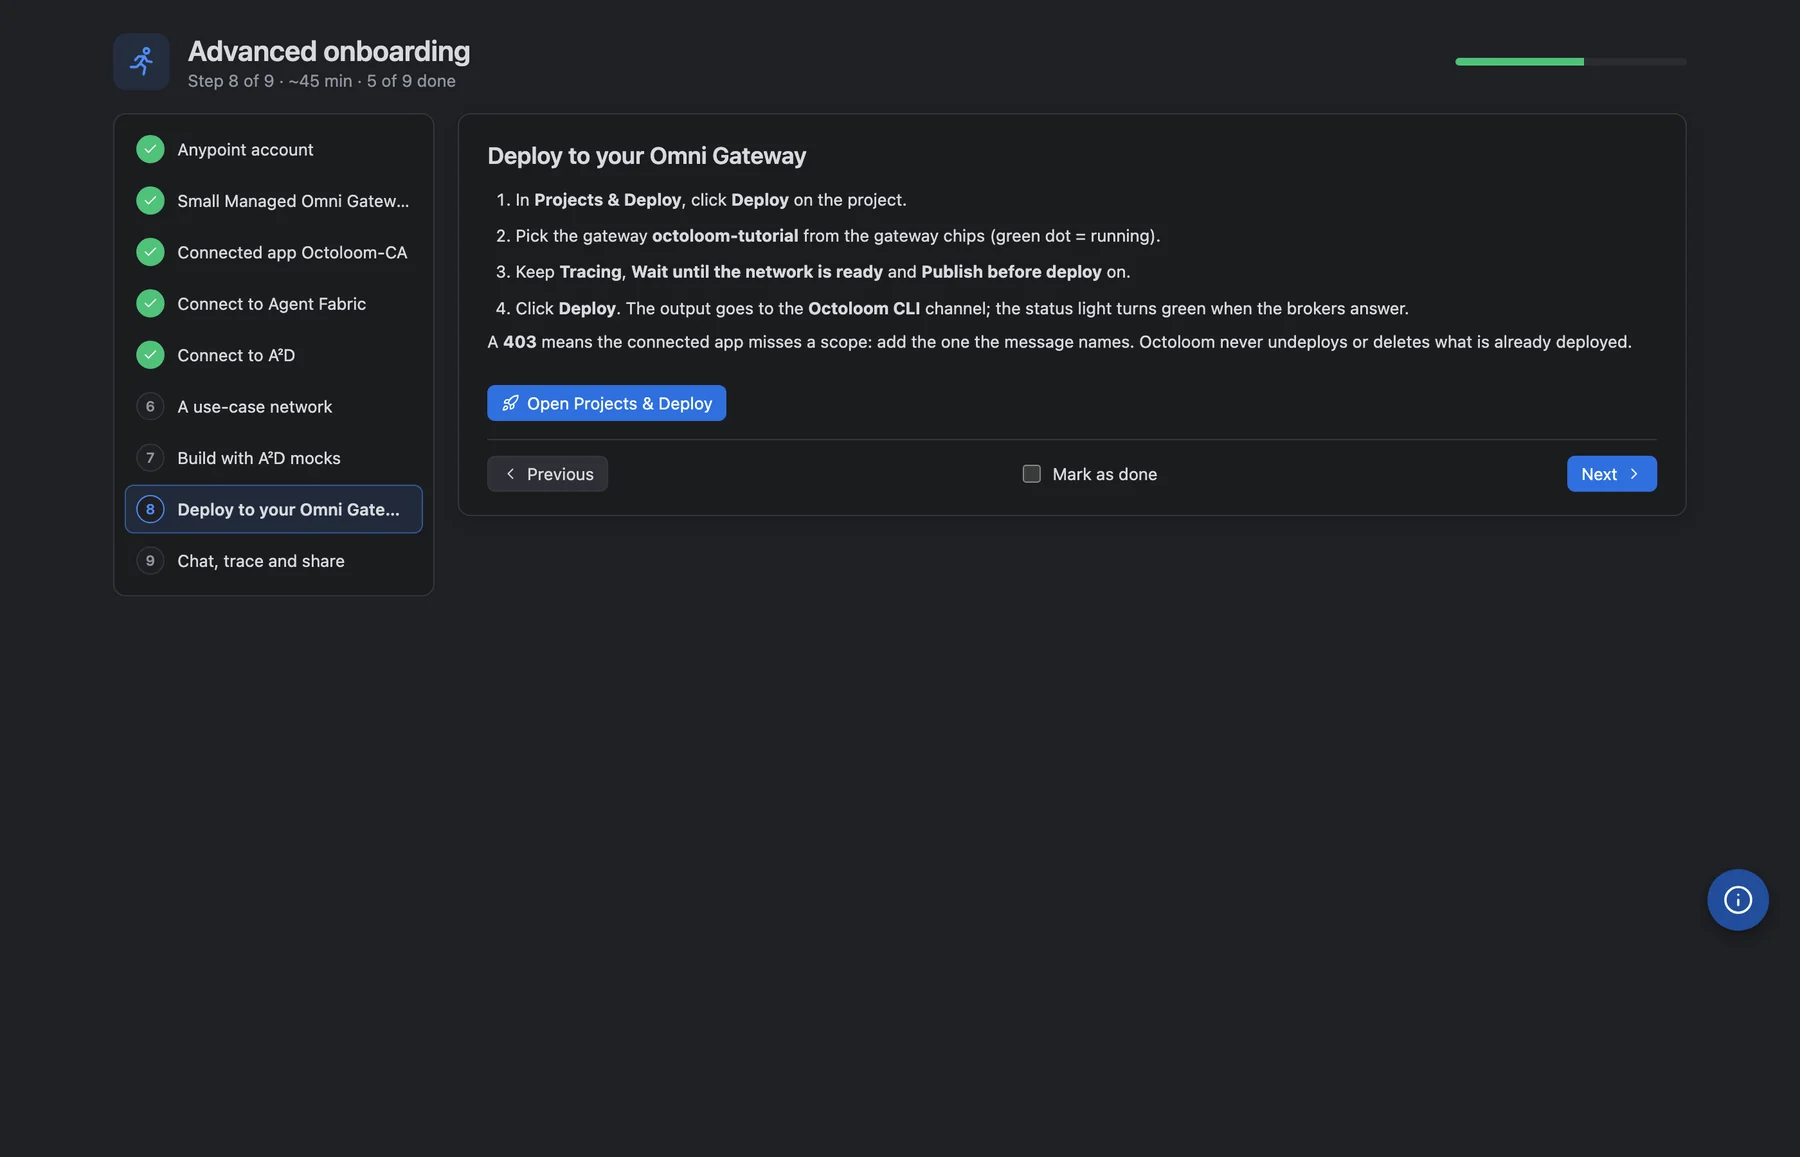 Advanced onboarding
Step 8 of 9 · ~45 min · 5 of 9 done
Anypoint account
Small Managed Omni Gatew...
Connected app Octoloom-CA
Connect to Agent Fabric
Connect to A²D
6 A use-case network
7 Build with A²D mocks
8 Deploy to your Omni Gate...
9 Chat, trace and share
Deploy to your Omni Gateway
1. In Projects & Deploy, click Deploy on the project.
2. Pick the gateway octoloom-tutorial from the gateway chips (green dot = running).
3. Keep Tracing, Wait until the network is ready and Publish before deploy on.
4. Click Deploy. The output goes to the Octoloom CLI channel; the status light turns green when the brokers answer.
A 403 means the connected app misses a scope: add the one the message names. Octoloom never undeploys or deletes what is already deployed.
Open Projects & Deploy
Previous
Mark as done
Next